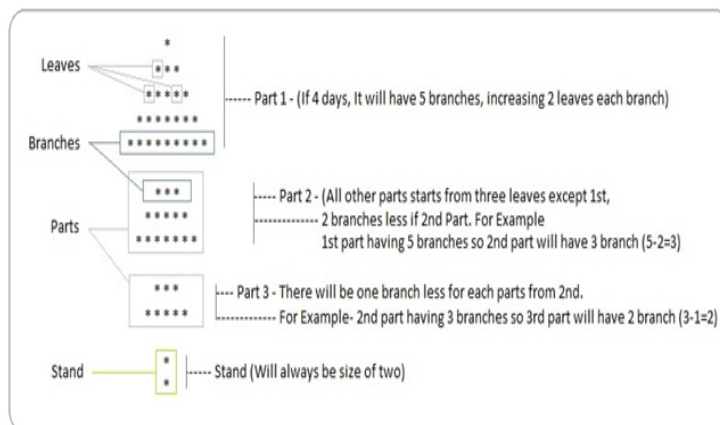 *
Leaves ***
*****
Part 1 - (If 4 days, It will have 5 branches, increasing 2 leaves each branch)
*******
Branches *********
*** Part 2 - (All other parts starts from three leaves except 1st,
***** 2 branches less if 2nd Part. For Example
Parts ******* 1st part having 5 branches so 2nd part will have 3 branch (5-2=3)
*** Part 3 - There will be one branch less for each parts from 2nd.
***** For Example- 2nd part having 3 branches so 3rd part will have 2 branch (3-1=2)
*
Stand Stand (Will always be size of two)
*